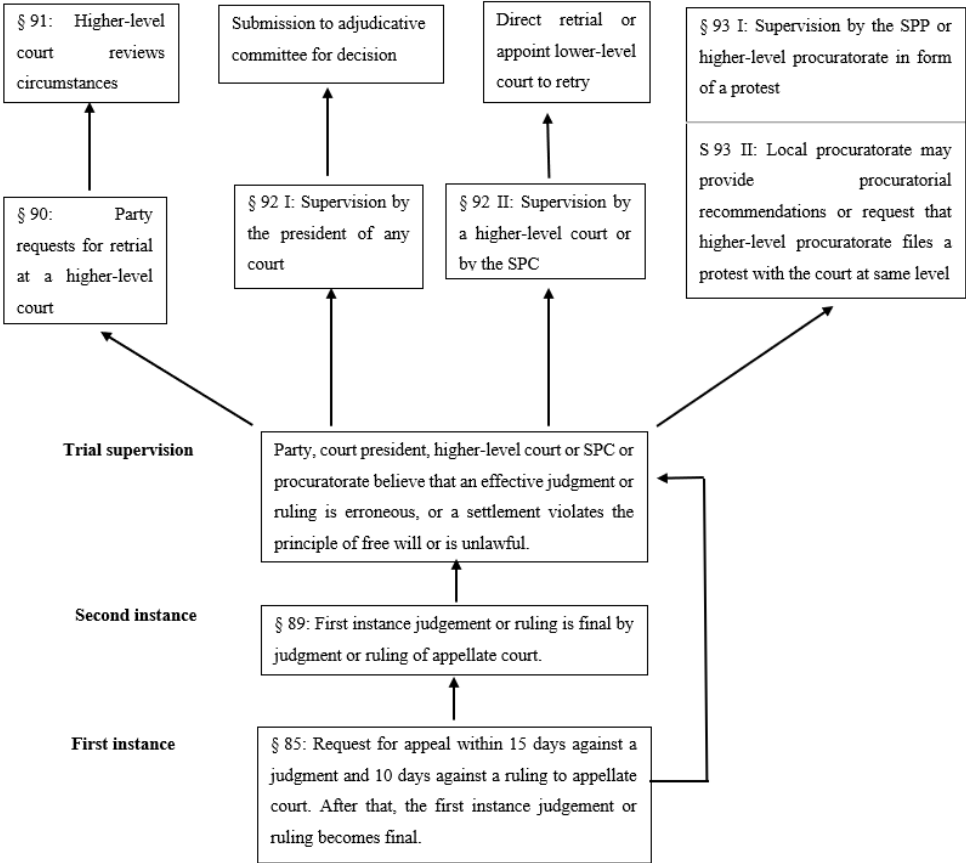 § 91: Higher-level
court reviews
circumstances
Submission to adjudicative
committee for decision
Direct retrial or
appoint lower-level
court to retry
§ 93 I: Supervision by the SPP or
higher-level procuratorate in form
of a protest
S 93 II: Local procuratorate may
provide procuratorial
recommendations or request that
higher-level procuratorate files a
protest with the court at same level
§ 90: Party
requests for retrial
at a higher-level
court
§ 92 I: Supervision by
the president of any
court
§ 92 II: Supervision by
a higher-level court or
by the SPC
Trial supervision
Party, court president, higher-level court or SPC or
procuratorate believe that an effective judgment or
ruling is erroneous, or a settlement violates the
principle of free will or is unlawful.
Second instance
§ 89: First instance judgement or ruling is final by
judgment or ruling of appellate court.
First instance
§ 85: Request for appeal within 15 days against a
judgment and 10 days against a ruling to appellate
court. After that, the first instance judgement or
ruling becomes final.